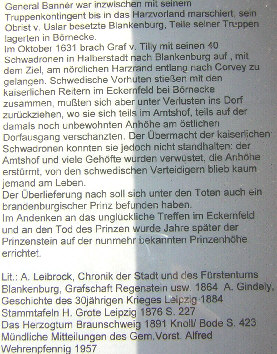 General Banner war inzwischen mit seinem
Truppenkontingent bis in das Harzvorland marschiert, sein
Obrist v. Uslar besetzte Blankenburg, Teile seiner Truppen
lagerten in Börnecke.
Im Oktober 1631 brach Graf v. Tilly mit seinen 40
Schwadronen in Halberstadt nach Blankenburg auf , mit
dem Ziel, am nördlichen Harzrand entlang nach Corvey zu
gelangen. Schwedische Vorhuten stießen mit den
kaiserlichen Reitern im Eckernfeld bei Börnecke
zusammen, mußten sich aber unter Verlusten ins Dorf
zurückziehen, wo sie sich teils im Amtshof, teils auf der
damals noch unbewohnten Anhöhe am östlichen
Dorfausgang verschanzten. Der Übermacht der kaiserlichen
Schwadronen konnten sie jedoch nicht standhalten: der
Amtshof und viele Gehöfte wurden verwüstet, die Anhöhe
erstürmt, von den schwedischen Verteidigern blieb kaum
jemand am Leben.
Der Überlieferung nach soll sich unter den Toten auch ein
brandenburgischer Prinz befunden haben.
Im Andenken an das unglückliche Treffen im Eckernfeld
und an den Tod des Prinzen wurde Jahre später der
Prinzenstein auf der nunmehr bekannten Prinzenhöhe
errichtet.
Lit.: A. Leibrock, Chronik der Stadt und des Fürstentums
Blankenburg, Grafschaft Regenstein usw. 1864 A. Gindely,
Geschichte des 30jährigen Krieges Leipzig 1884
Stammtafeln H. Grote Leipzig 1876 S. 227
Das Herzogtum Braunschweig 1891 Knoll/ Bode S. 423
Mündliche Mitteilungen des Gem.Vorst. Alfred
Wehrenpfennig 1957